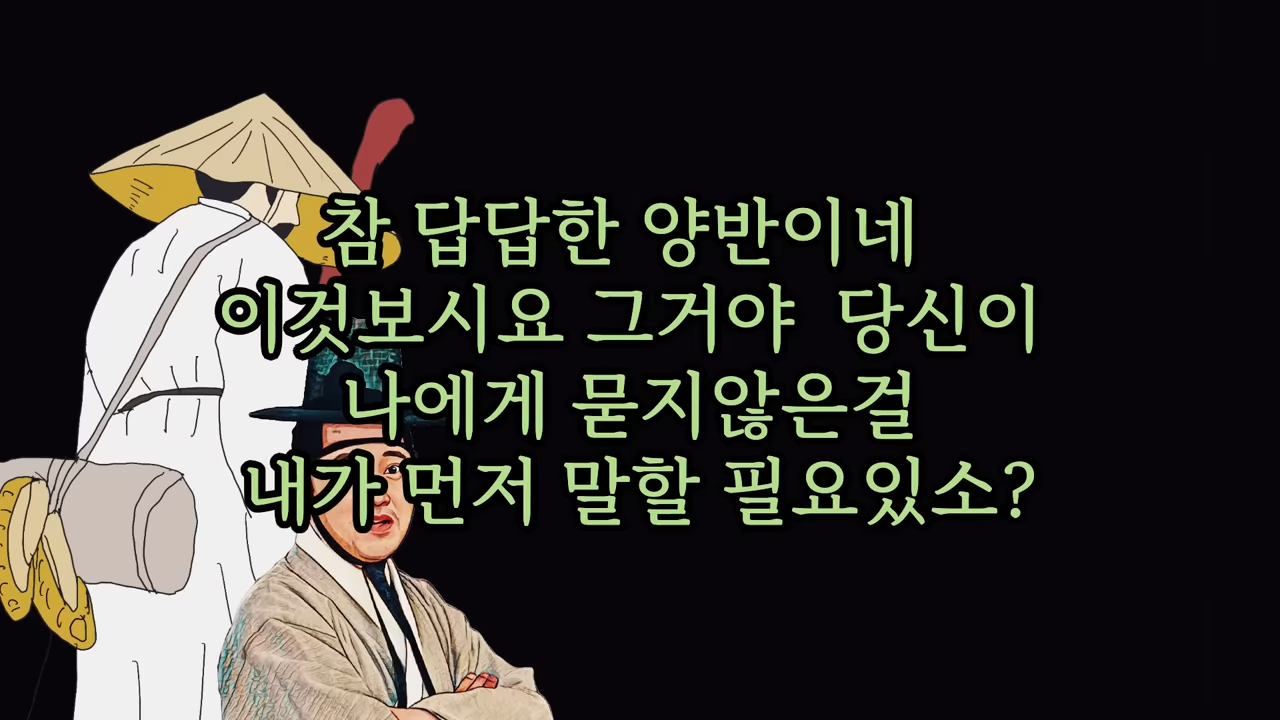 참 답답한 양반이네
이것보시요 그거야 당신이
나에게 묻지않은걸
내가 먼저 말할 필요있소?